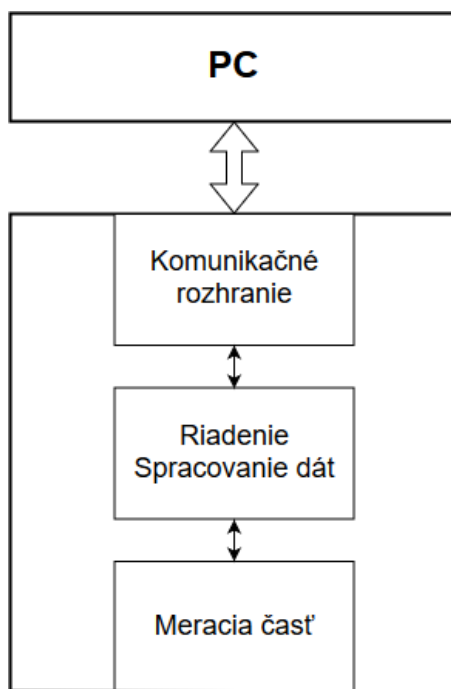 PC
Komunikačné
rozhranie
Riadenie
Spracovanie dát
Meracia časť